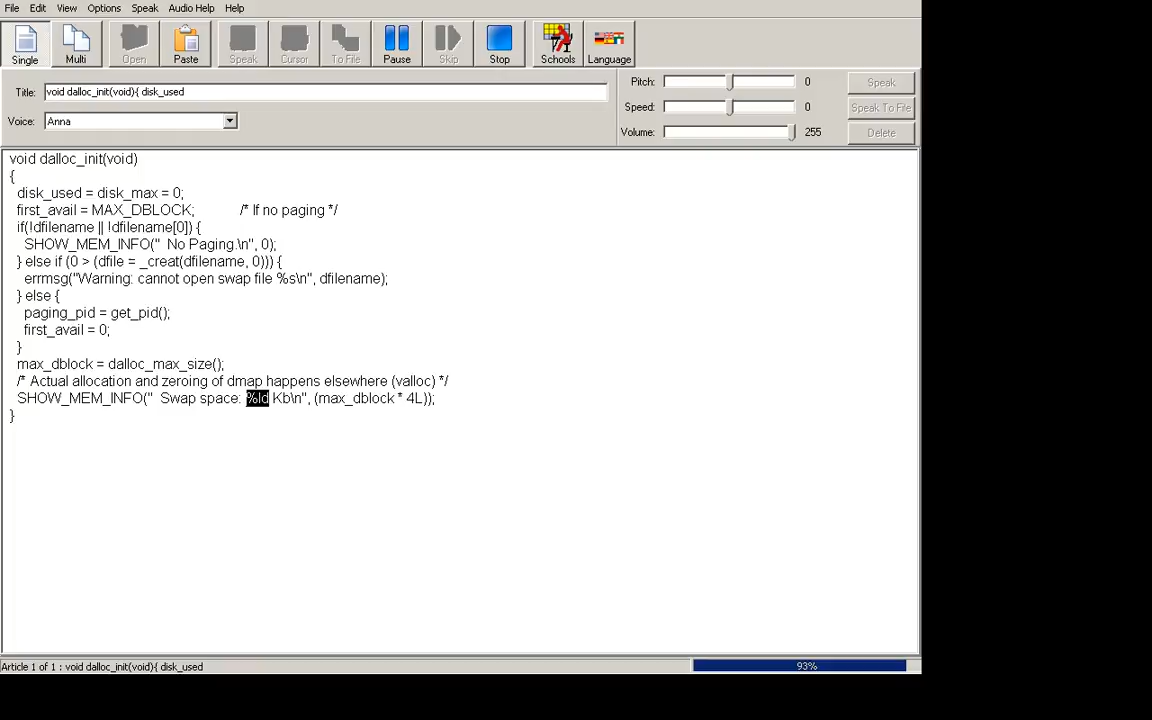 File Edit View Options Speak Audio Help Help
Single Multi Open Paste Speak Cursor To File Pause Skip Stop Schools Language
Title: void dalloc_init(void){ disk_used
Voice: Anna
Pitch: 0 Speak
Speed: 0 Speak To File
Volume: 255 Delete
void dalloc_init(void)
{
  disk_used = disk_max = 0;
  first_avail = MAX_DBLOCK;           /* If no paging */
  if(!dfilename || !dfilename[0]) {
    SHOW_MEM_INFO("  No Paging.\n", 0);
  } else if (0 > (dfile = _creat(dfilename, 0))) {
    errmsg("Warning: cannot open swap file %s\n", dfilename);
  } else {
    paging_pid = get_pid();
    first_avail = 0;
  }
  max_dblock = dalloc_max_size();
  /* Actual allocation and zeroing of dmap happens elsewhere (valloc) */
  SHOW_MEM_INFO("  Swap space: %ld Kb\n", (max_dblock * 4L));
}
Article 1 of 1 : void dalloc_init(void){ disk_used 93%